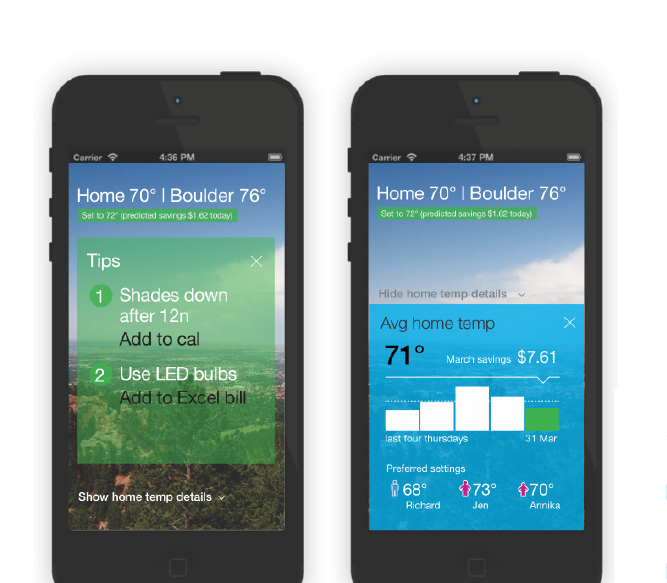 Carrier 4:36 PM
Home 70° | Boulder 76°
Set to 72° (predicted savings $1.62 today)
Tips
1 Shades down
after 12n
Add to cal
2 Use LED bulbs
Add to Excel bill
Show home temp details
Carrier 4:37 PM
Home 70° | Boulder 76°
Set to 72° (predicted savings $1.62 today)
Hide home temp details
Avg home temp
71° March savings $7.61
last four thursdays 31 Mar
Preferred settings
68° 73° 70°
Richard Jen Annika